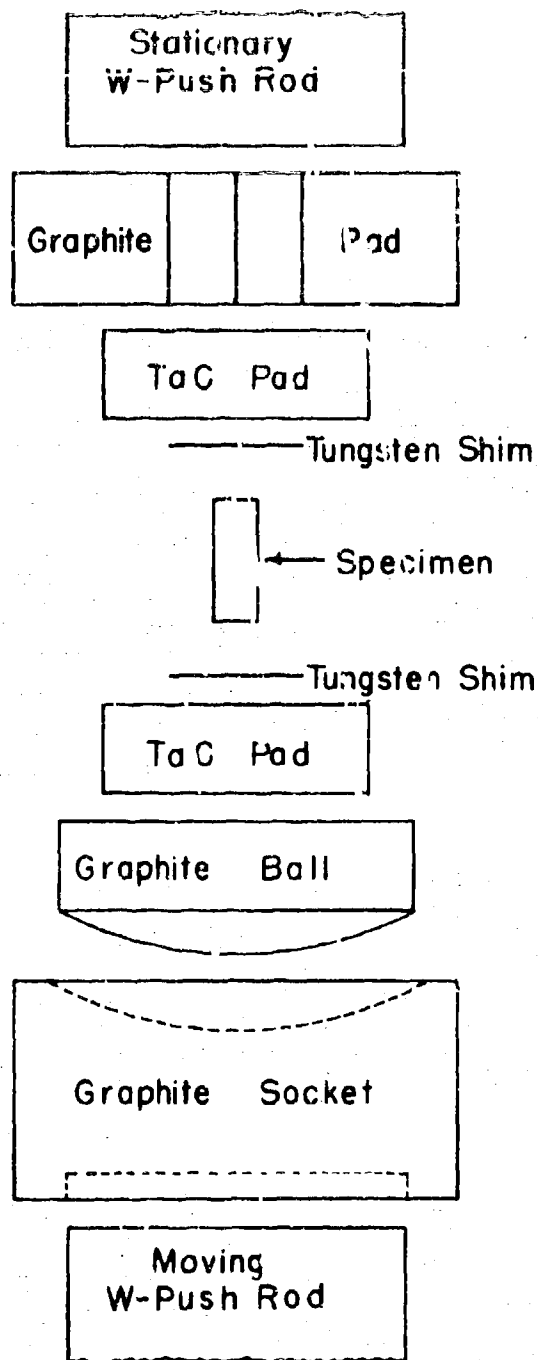 Stationary
W-Push Rod
Graphite Pad
TaC Pad
Tungsten Shim
Specimen
Tungsten Shim
TaC Pad
Graphite Ball
Graphite Socket
Moving
W-Push Rod